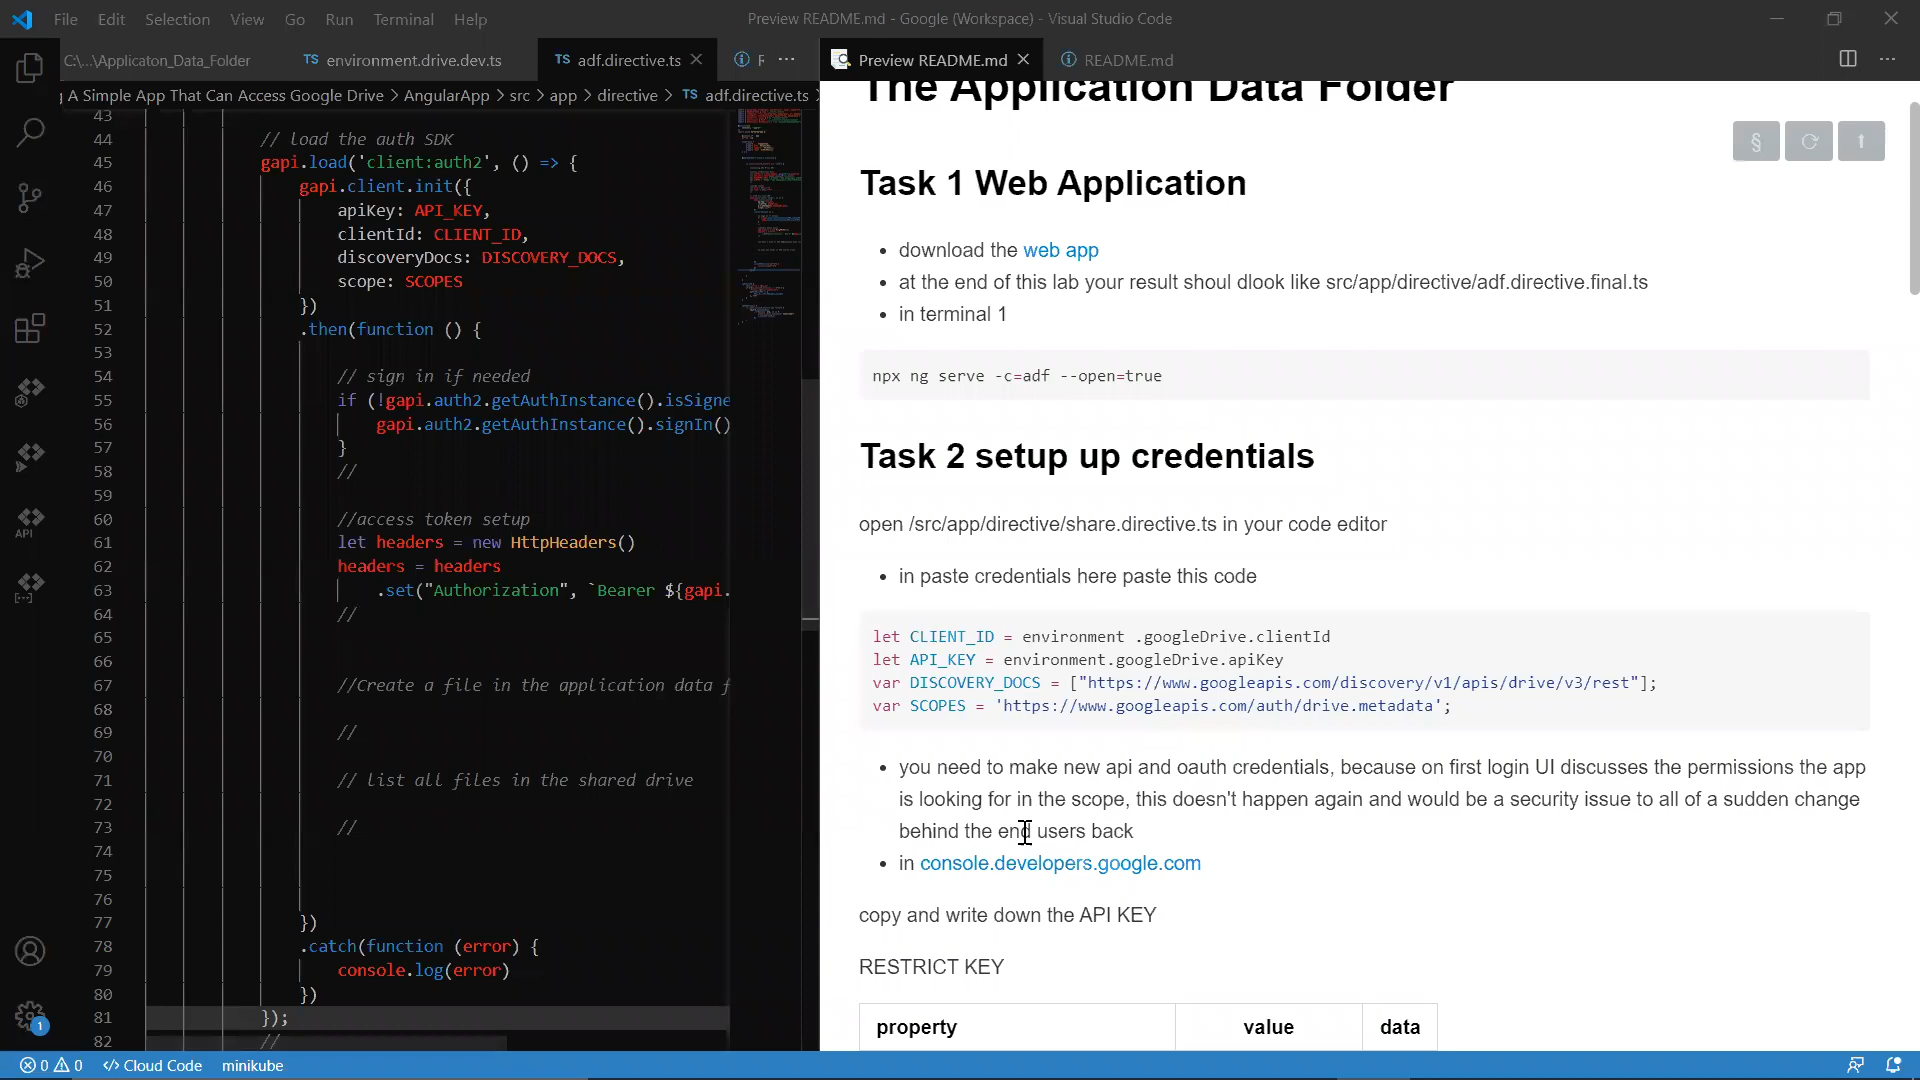 File Edit Selection View Go Run Terminal Help
Preview README.md - Google (Workspace) - Visual Studio Code
C:\...\Applicaton_Data_Folder TS environment.drive.dev.ts TS adf.directive.ts F ...
A Simple App That Can Access Google Drive > AngularApp > src > app > directive > TS adf.directive.ts >
43
44 // load the auth SDK
45 gapi.load('client:auth2', () => {
46 gapi.client.init({
47 apiKey: API_KEY,
48 clientId: CLIENT_ID,
49 discoveryDocs: DISCOVERY_DOCS,
50 scope: SCOPES
51 })
52 .then(function () {
53
54 // sign in if needed
55 if (!gapi.auth2.getAuthInstance().isSigne
56 gapi.auth2.getAuthInstance().signIn()
57 }
58 //
59
60 //access token setup
61 let headers = new HttpHeaders()
62 headers = headers
63 .set("Authorization", `Bearer ${gapi.
64 //
65
66
67 //Create a file in the application data f
68
69 //
70
71 // list all files in the shared drive
72
73 //
74
75
76
77 })
78 .catch(function (error) {
79 console.log(error)
80 })
81 });
82 //
API
1
0 0 Cloud Code minikube
Preview README.md README.md ...
The Application Data Folder
§
Task 1 Web Application
• download the web app
• at the end of this lab your result shoul dlook like src/app/directive/adf.directive.final.ts
• in terminal 1
npx ng serve -c=adf --open=true
Task 2 setup up credentials
open /src/app/directive/share.directive.ts in your code editor
• in paste credentials here paste this code
let CLIENT_ID = environment .googleDrive.clientId
let API_KEY = environment.googleDrive.apiKey
var DISCOVERY_DOCS = ["https://www.googleapis.com/discovery/v1/apis/drive/v3/rest"];
var SCOPES = 'https://www.googleapis.com/auth/drive.metadata';
• you need to make new api and oauth credentials, because on first login UI discusses the permissions the app
is looking for in the scope, this doesn't happen again and would be a security issue to all of a sudden change
behind the end users back
• in console.developers.google.com
copy and write down the API KEY
RESTRICT KEY
property value data